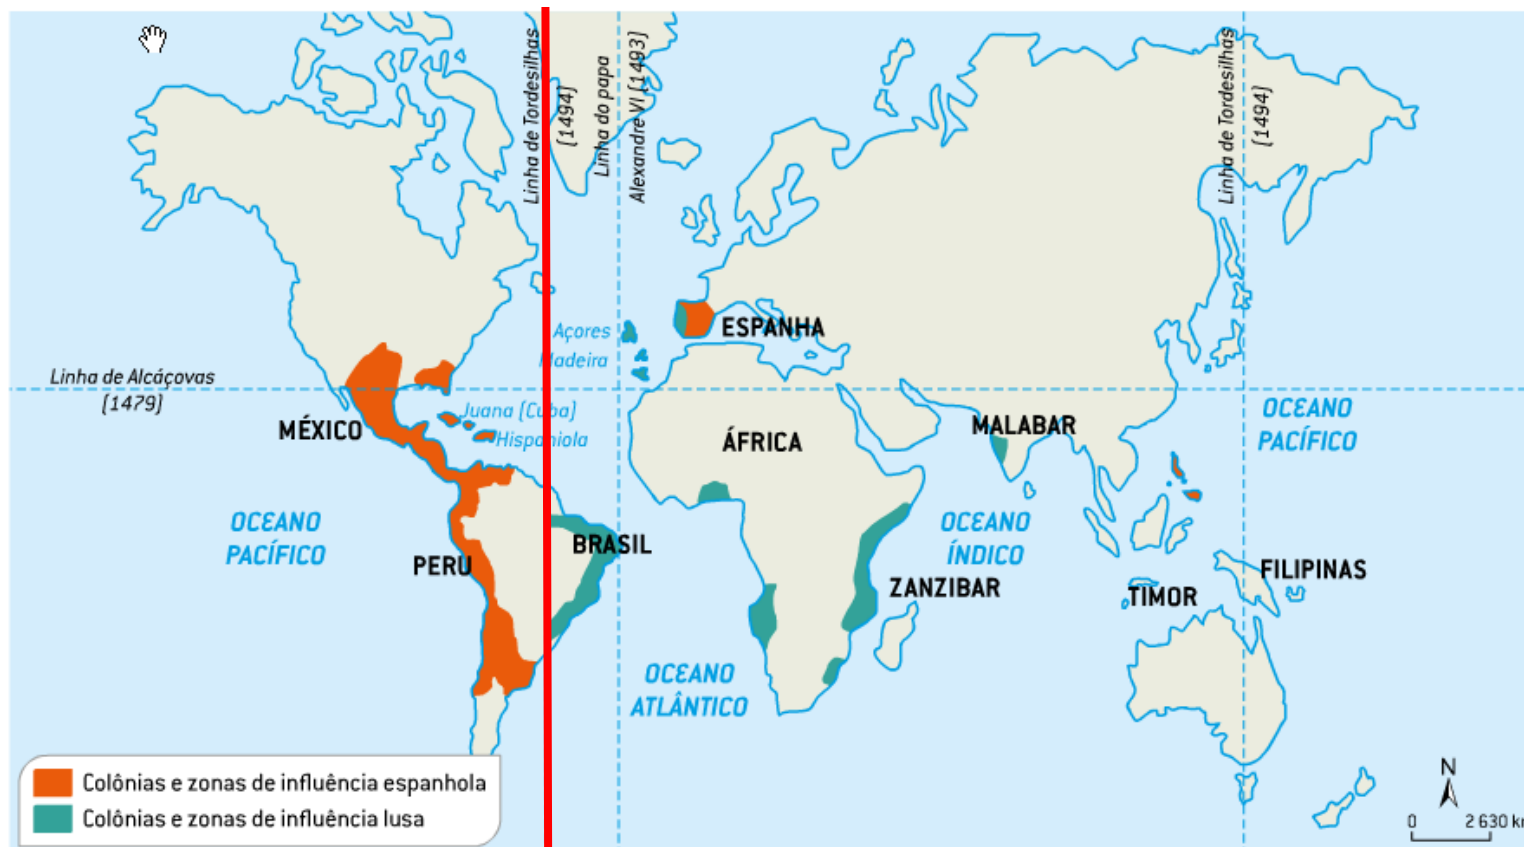 Linha de Tordesilhas
[1494]
Linha do papa
Alexandre VI [1493]
Linha de Tordesilhas
[1494]
Açores
Madeira
ESPANHA
Linha de Alcáçovas
[1479]
MÉXICO
Juana [Cuba]
Hispaniola
ÁFRICA
MALABAR
OCEANO
PACÍFICO
OCEANO
PACÍFICO
PERU
BRASIL
OCEANO
ÍNDICO
ZANZIBAR
TIMOR
FILIPINAS
OCEANO
ATLÂNTICO
Colônias e zonas de influência espanhola
Colônias e zonas de influência lusa
N
0 2 630 km